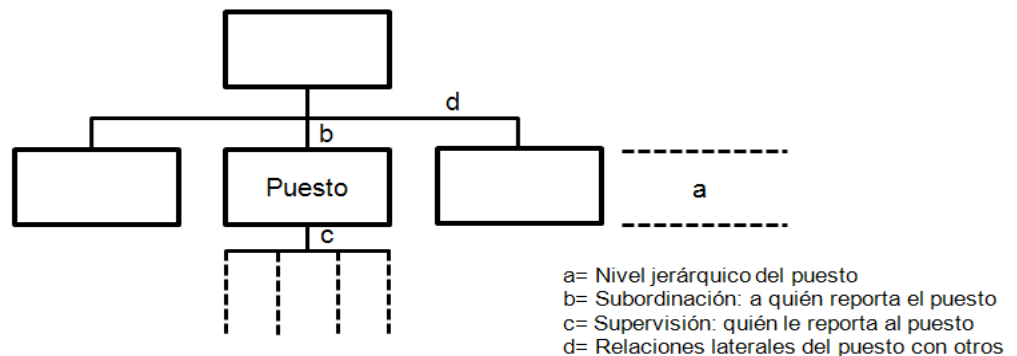 d
b
Puesto
a
c
a= Nivel jerárquico del puesto
b= Subordinación: a quién reporta el puesto
c= Supervisión: quién le reporta al puesto
d= Relaciones laterales del puesto con otros